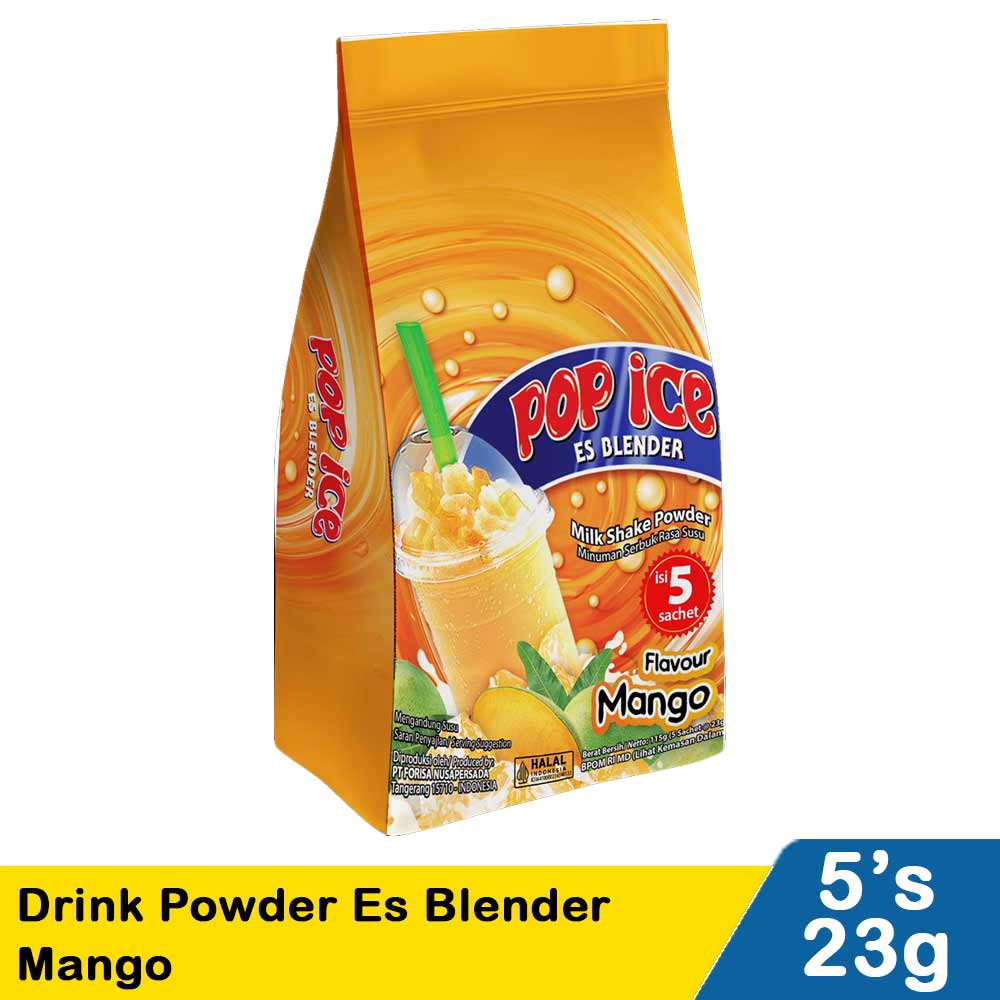 POP ICE
ES BLENDER
POP ICE
ES BLENDER
Milk Shake Powder
Minuman Serbuk Rasa Susu
isi
5
sachet
Flavour
Mango
Mengandung Susu
Saran Penyajian/Serving Suggestion
Diproduksi oleh/Produced by:
PT FORISA NUSAPERSADA
Tangerang 15710 - INDONESIA
HALAL
INDONESIA
Berat Bersih/Netto: 115g (5 Sachet @ 23g
BPOM RI MD (Lihat Kemasan Dalam
Drink Powder Es Blender
Mango
5's
23g